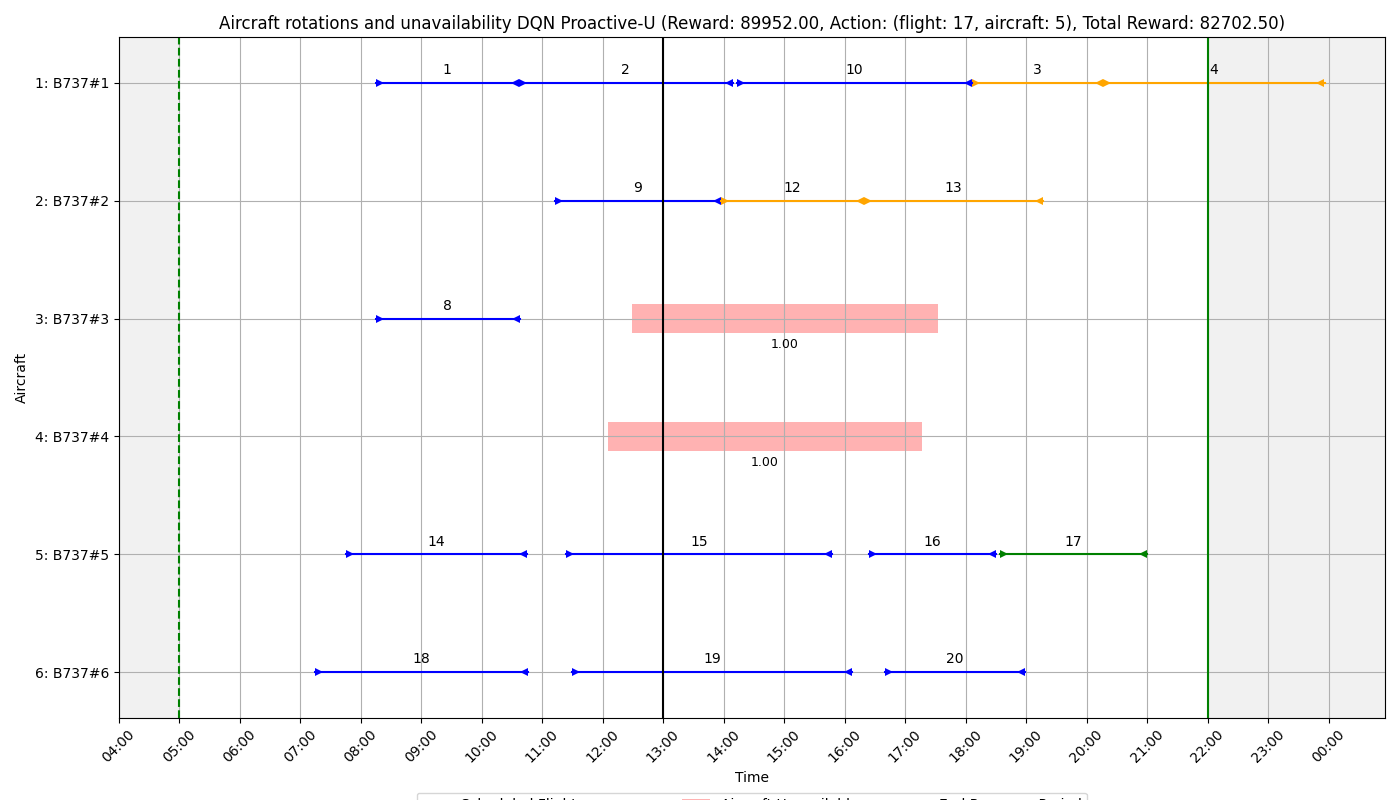 Aircraft rotations and unavailability DQN Proactive-U (Reward: 89952.00, Action: (flight: 17, aircraft: 5), Total Reward: 82702.50)
1: B737#1
1 2 10 3 4
2: B737#2
9 12 13
3: B737#3
8
1.00
4: B737#4
1.00
5: B737#5
14 15 16 17
6: B737#6
18 19 20
Aircraft
04:00 05:00 06:00 07:00 08:00 09:00 10:00 11:00 12:00 13:00 14:00 15:00 16:00 17:00 18:00 19:00 20:00 21:00 22:00 23:00 00:00
Time